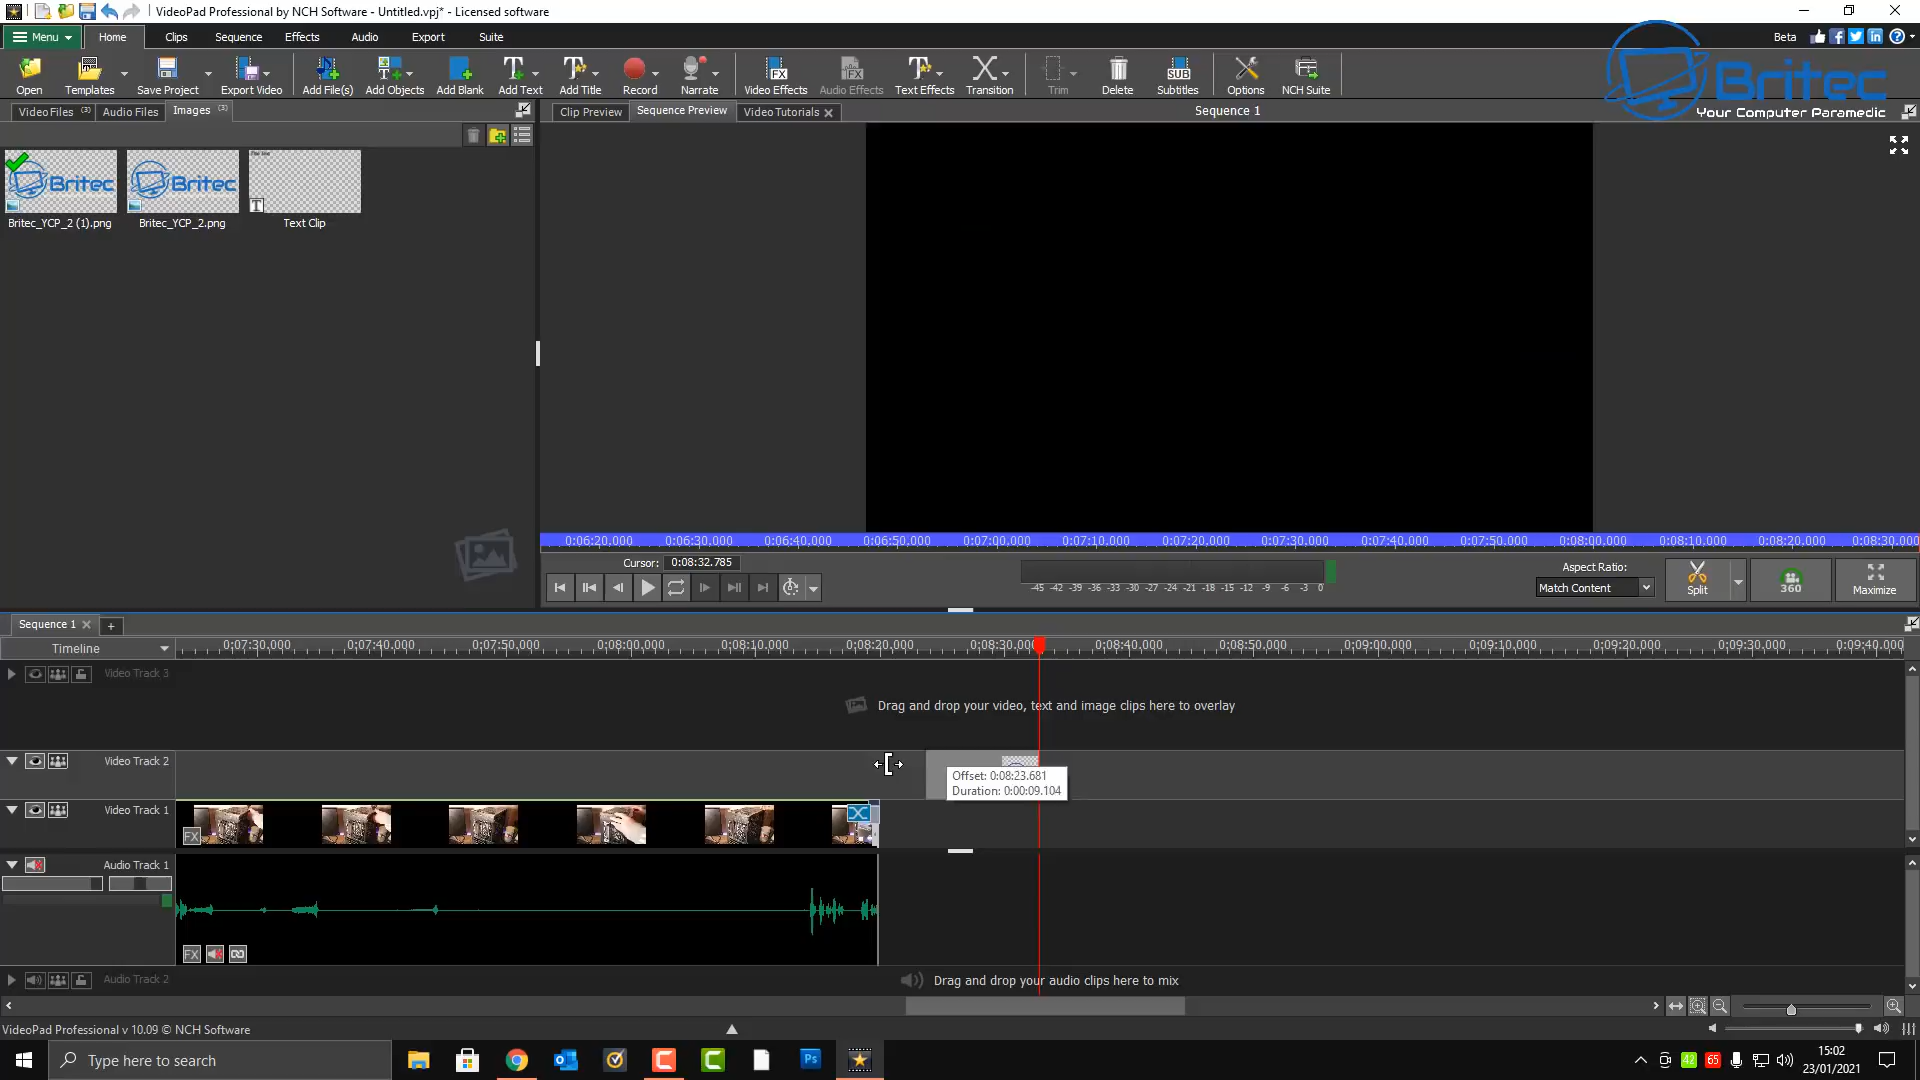 VideoPad Professional by NCH Software - Untitled.vpj* - Licensed software
Menu Home Clips Sequence Effects Audio Export Suite Beta
Britec
Your Computer Paramedic
Open Templates Save Project Export Video Add File(s) Add Objects Add Blank Add Text Add Title Record Narrate Video Effects Audio Effects Text Effects Transition Trim Delete Subtitles Options NCH Suite
Video Files (3) Audio Files Images (3) Clip Preview Sequence Preview Video Tutorials Sequence 1
Britec Britec
Britec_YCP_2 (1).png Britec_YCP_2.png Text Clip
0:06:20,000 0:06:30,000 0:06:40,000 0:06:50,000 0:07:00,000 0:07:10,000 0:07:20,000 0:07:30,000 0:07:40,000 0:07:50,000 0:08:00,000 0:08:10,000 0:08:20,000 0:08:30,000
Cursor: 0:08:32.785 Aspect Ratio:
-45 -42 -39 -36 -33 -30 -27 -24 -21 -18 -15 -12 -9 -6 -3 0 Match Content Split 360 Maximize
Sequence 1
Timeline 0:07:30,000 0:07:40,000 0:07:50,000 0:08:00,000 0:08:10,000 0:08:20,000 0:08:30,000 0:08:40,000 0:08:50,000 0:09:00,000 0:09:10,000 0:09:20,000 0:09:30,000 0:09:40,000
Video Track 3
Drag and drop your video, text and image clips here to overlay
Video Track 2
Offset: 0:08:23.681
Duration: 0:00:09.104
Video Track 1
FX
Audio Track 1
FX
Audio Track 2 Drag and drop your audio clips here to mix
VideoPad Professional v 10.09 © NCH Software
Type here to search Ps 42 65 15:02
23/01/2021